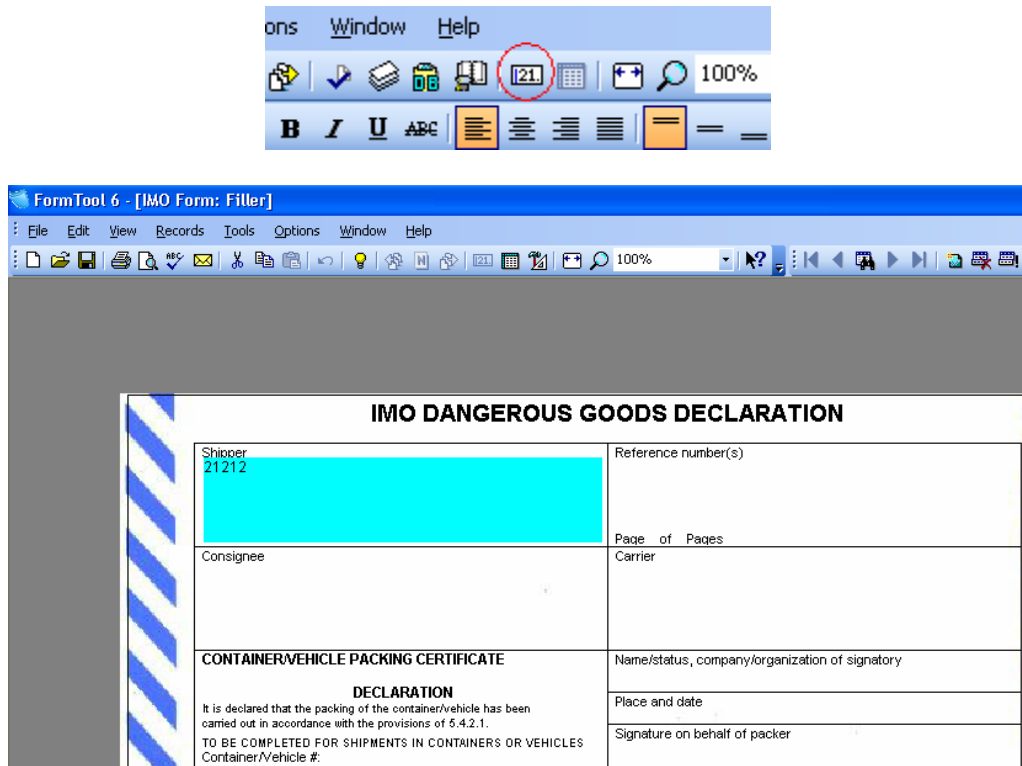 ons Window Help
21. 100%
B I U ABC
FormTool 6 - [IMO Form: Filler]
File Edit View Records Tools Options Window Help
ABC 21. N 100% ?
IMO DANGEROUS GOODS DECLARATION
Shipper
21212
Reference number(s)
Page of Pages
Consignee
Carrier
CONTAINER/VEHICLE PACKING CERTIFICATE
Name/status, company/organization of signatory
DECLARATION
It is declared that the packing of the container/vehicle has been
carried out in accordance with the provisions of 5.4.2.1.
Place and date
TO BE COMPLETED FOR SHIPMENTS IN CONTAINERS OR VEHICLES
Container/Vehicle #:
Signature on behalf of packer